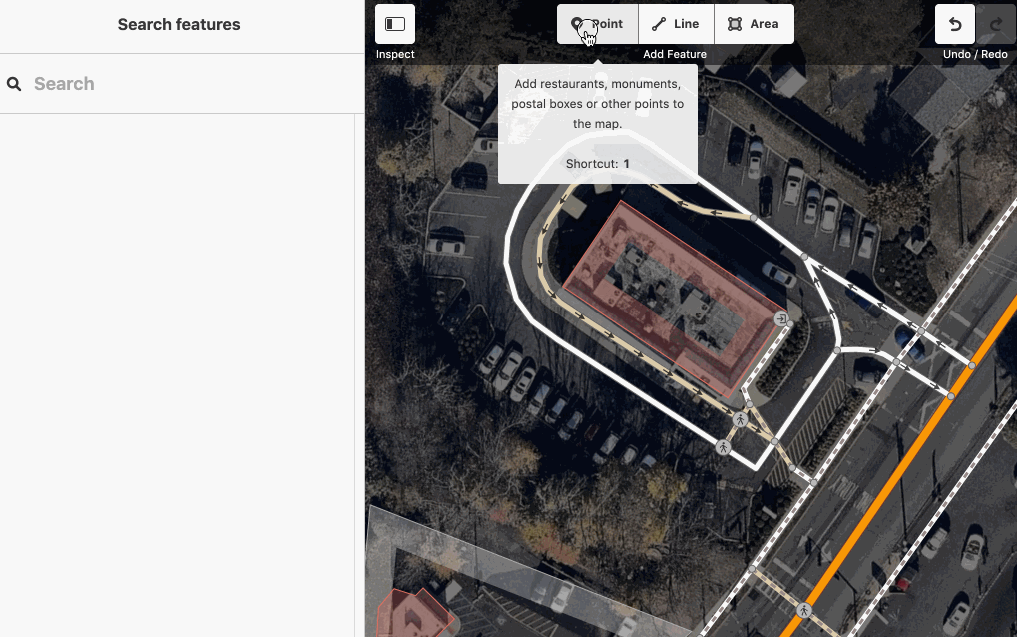 Search features
Search
Point
Line
Area
Inspect
Add Feature
Undo / Redo
Add restaurants, monuments,
postal boxes or other points to
the map.
Shortcut: 1